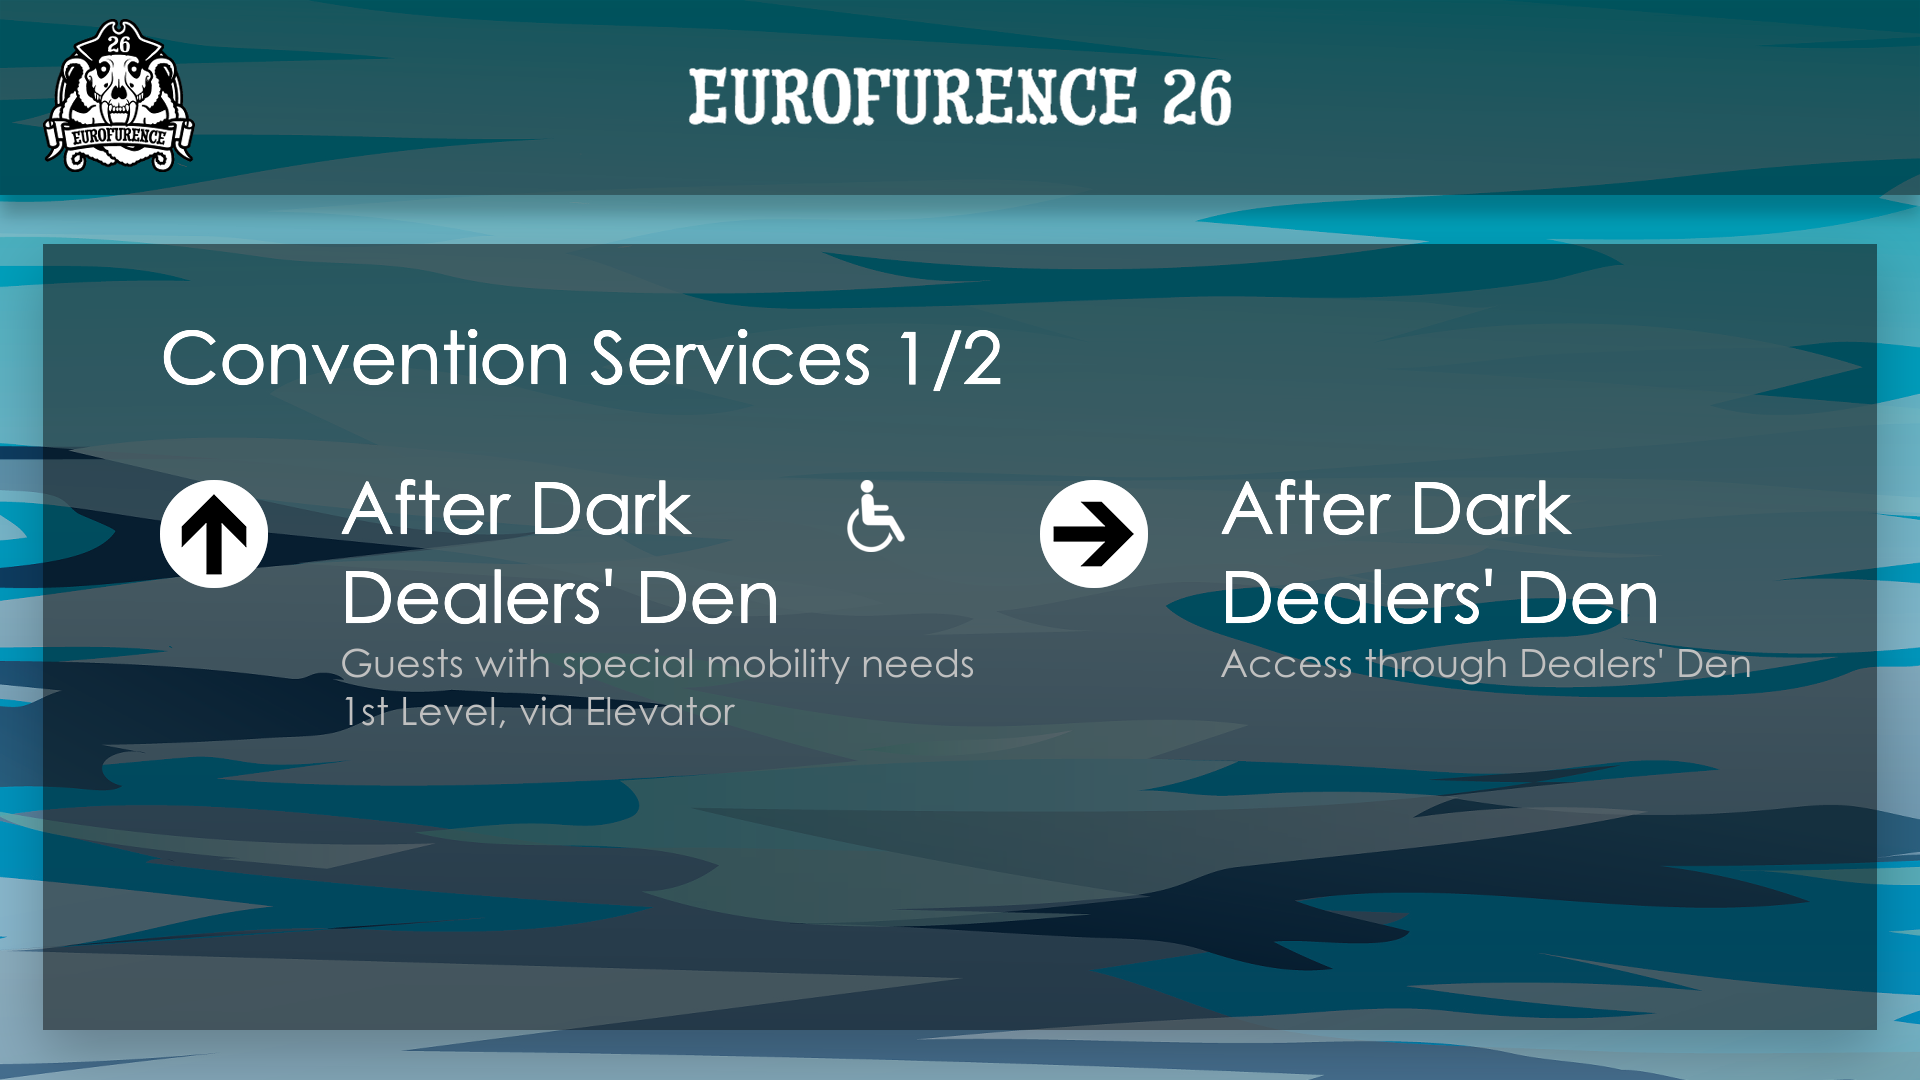 26
EUROFURENCE
EUROFURENCE 26
Convention Services 1/2
After Dark
Dealers' Den
Guests with special mobility needs
1st Level, via Elevator
After Dark
Dealers' Den
Access through Dealers' Den